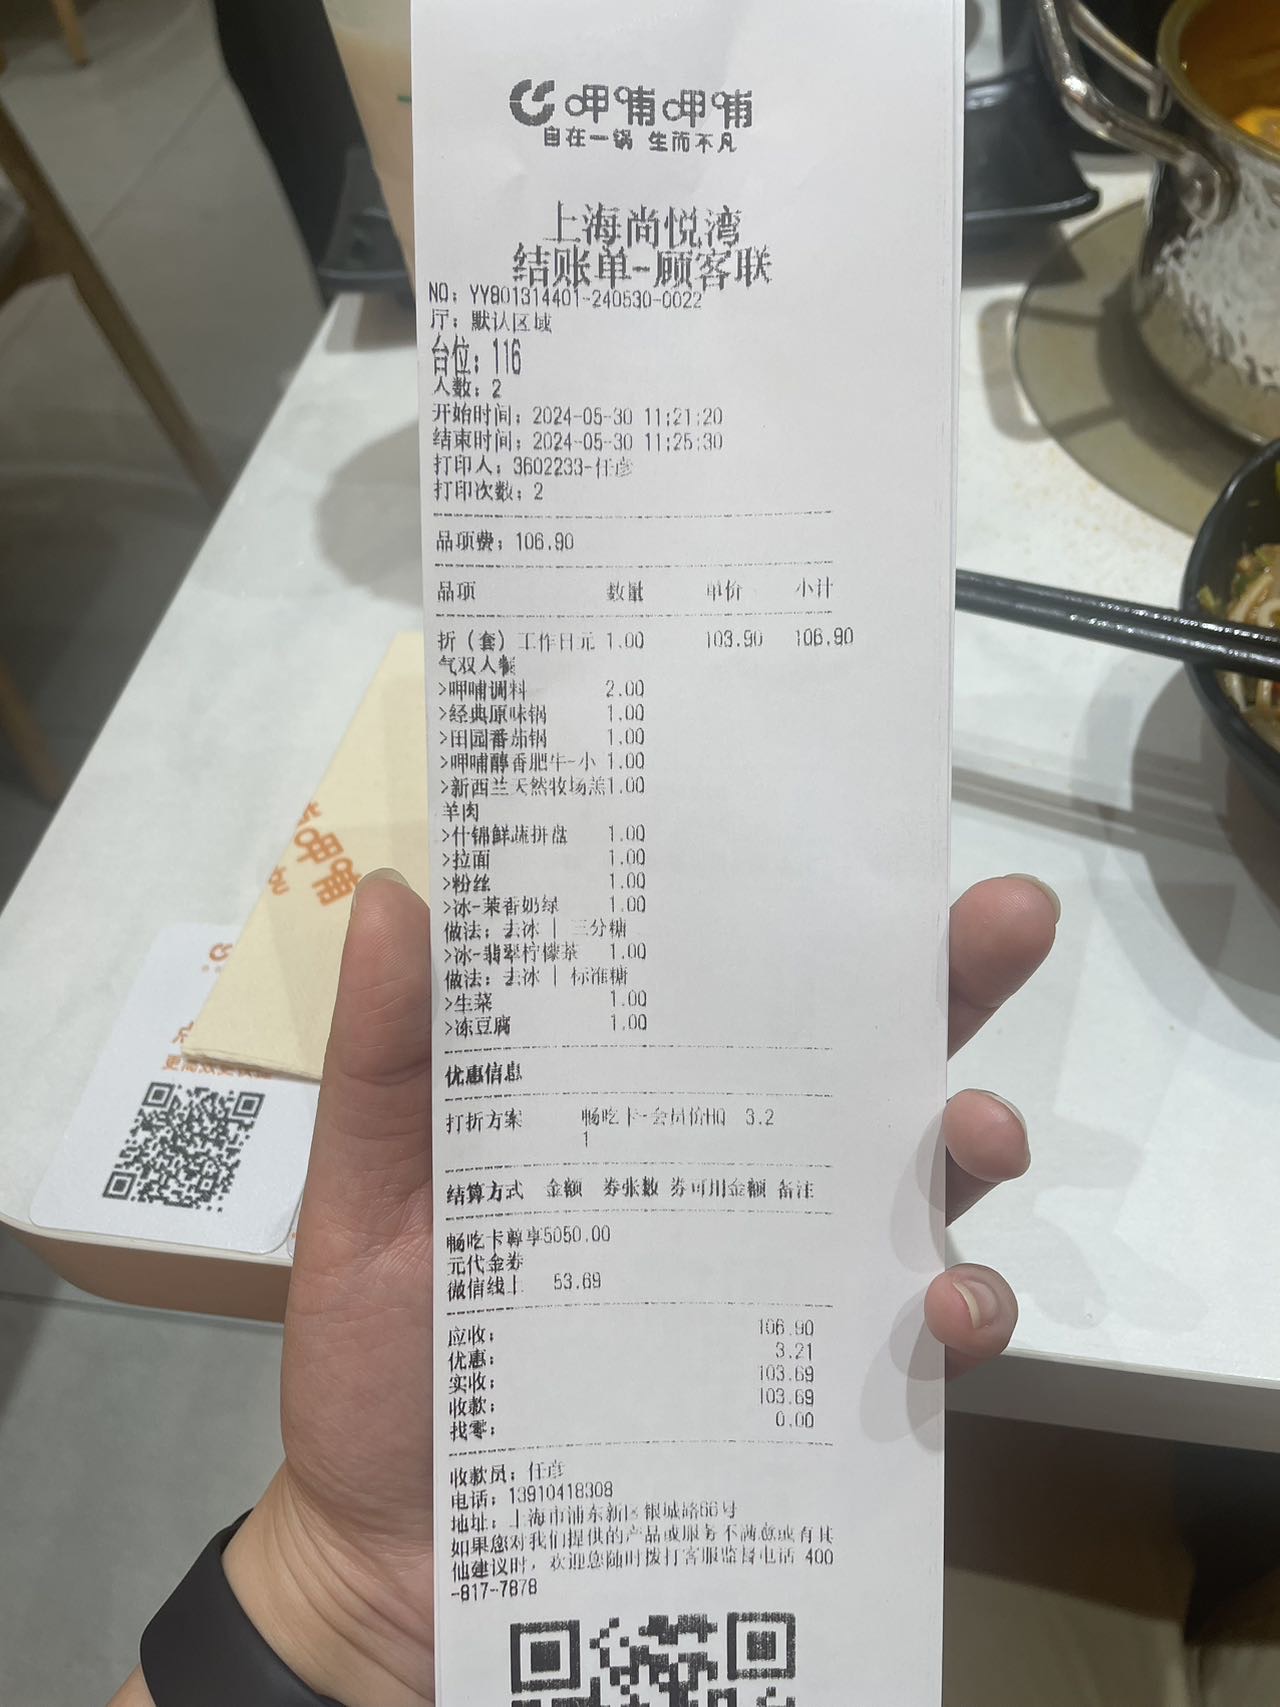 呷哺呷哺
自在一锅 生而不凡
上海尚悦湾
结账单-顾客联
NO: YY801314401-240530-0022
厅: 默认区域
台位: 116
人数: 2
开始时间: 2024-05-30 11:21:20
结束时间: 2024-05-30 11:25:30
打印人: 3602233-任彦
打印次数: 2
品项费: 106.90
品项 数量 单价 小计
折（套）工作日元 1.00 103.90 106.90
气双人餐
>呷哺调料 2.00
>经典原味锅 1.00
>田园番茄锅 1.00
>呷哺醇香肥牛-小 1.00
>新西兰天然牧场羔1.00
羊肉
>什锦鲜蔬拼盘 1.00
>拉面 1.00
>粉丝 1.00
>冰-茉香奶绿 1.00
做法: 去冰 | 三分糖
>冰-翡翠柠檬茶 1.00
做法: 去冰 | 标准糖
>生菜 1.00
>冻豆腐 1.00
优惠信息
打折方案 畅吃卡-会员价HQ 3.2
1
结算方式 金额 券张数 券可用金额 备注
畅吃卡尊享5050.00
元代金券
微信线上 53.69
应收: 106.90
优惠: 3.21
实收: 103.69
收款: 103.69
找零: 0.00
收款员: 任彦
电话: 13910418308
地址: 上海市浦东新区银城路66号
如果您对我们提供的产品或服务不满意或有其
他建议时，欢迎您随时拨打客服监督电话 400
-817-7878
呷哺